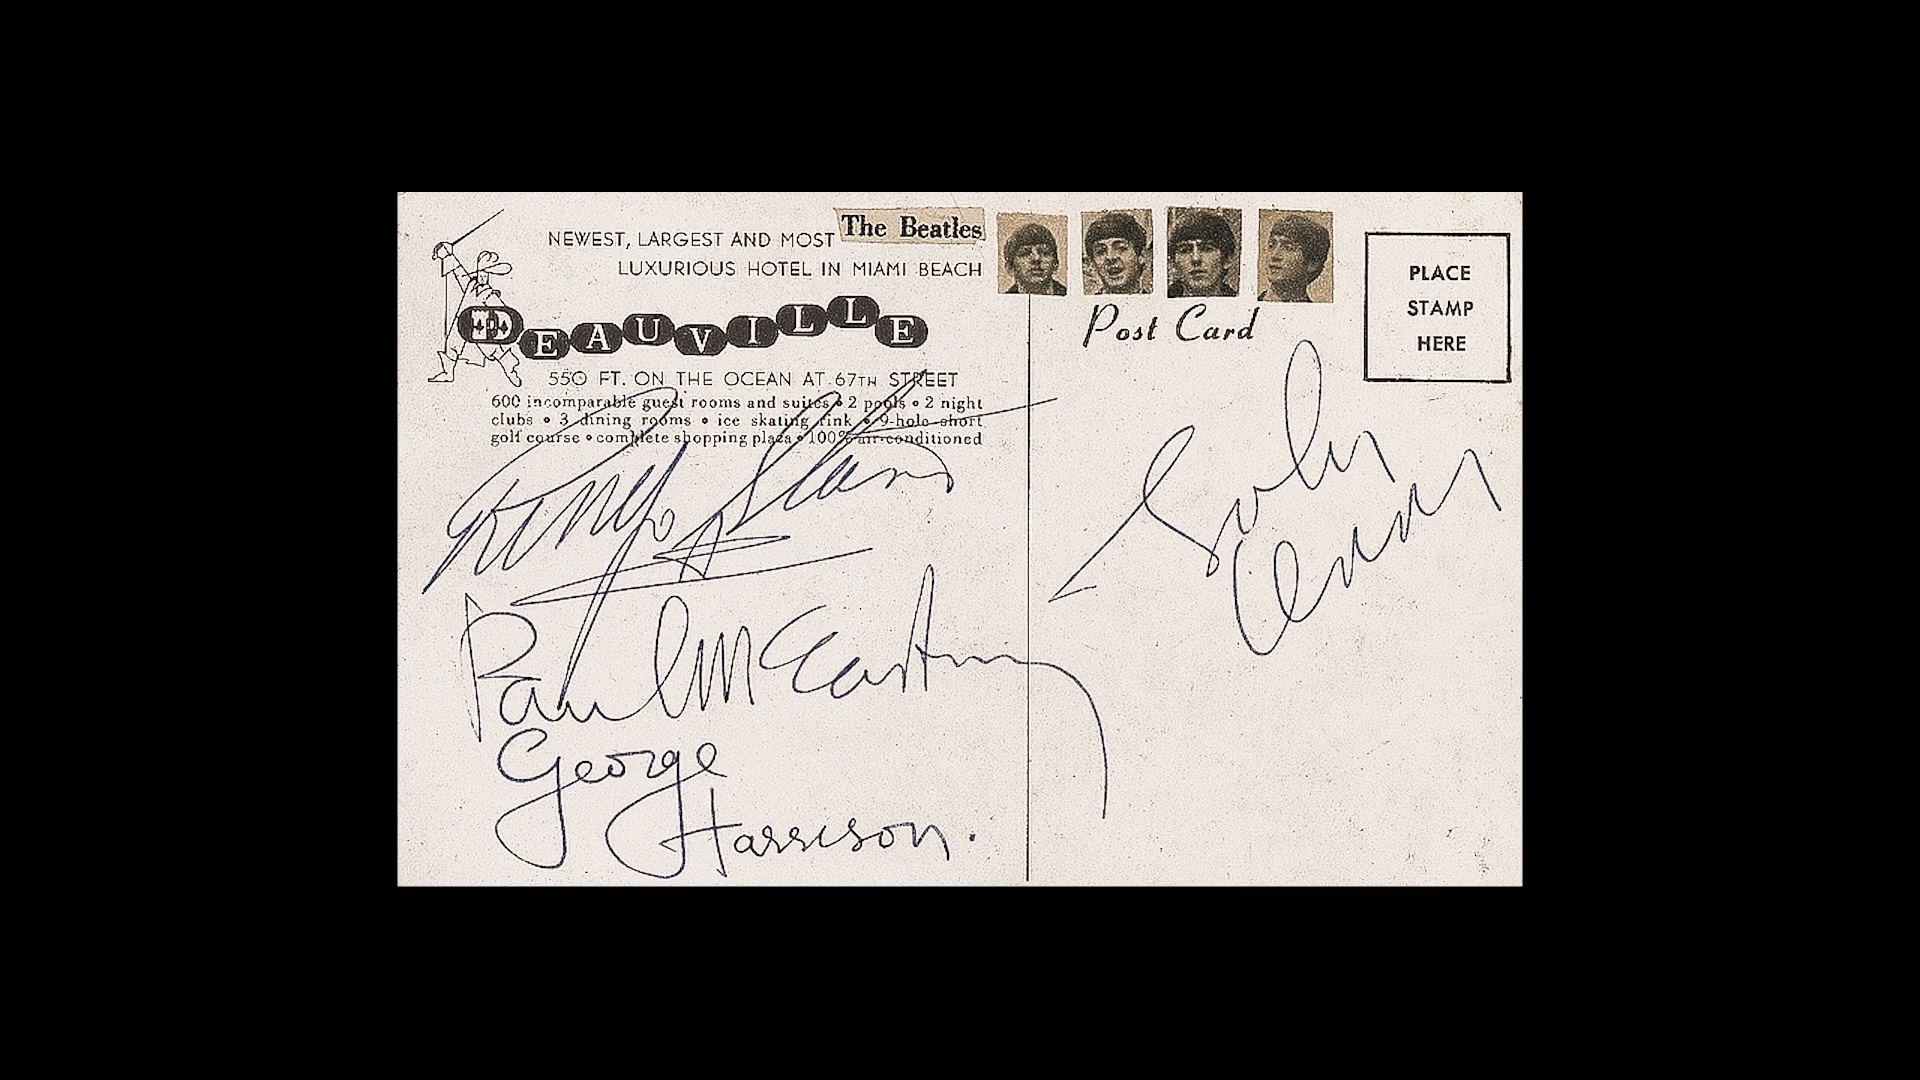 NEWEST, LARGEST AND MOST
The Beatles
LUXURIOUS HOTEL IN MIAMI BEACH
DEAUVILLE
550 FT. ON THE OCEAN AT 67TH STREET
600 incomparable guest rooms and suites • 2 pools • 2 night
clubs • 3 dining rooms • ice skating rink • 9-hole short
golf course • complete shopping plaza • 100% air-conditioned
Ringo Starr
Paul McCartney
George
Harrison.
Post Card
PLACE
STAMP
HERE
John
Lennon